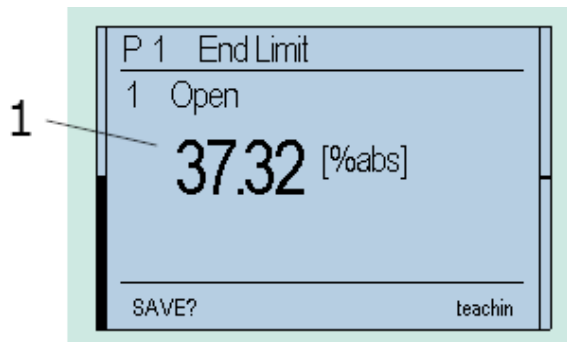 P 1 End Limit
1 Open
1
37.32 [%abs]
SAVE? teachin